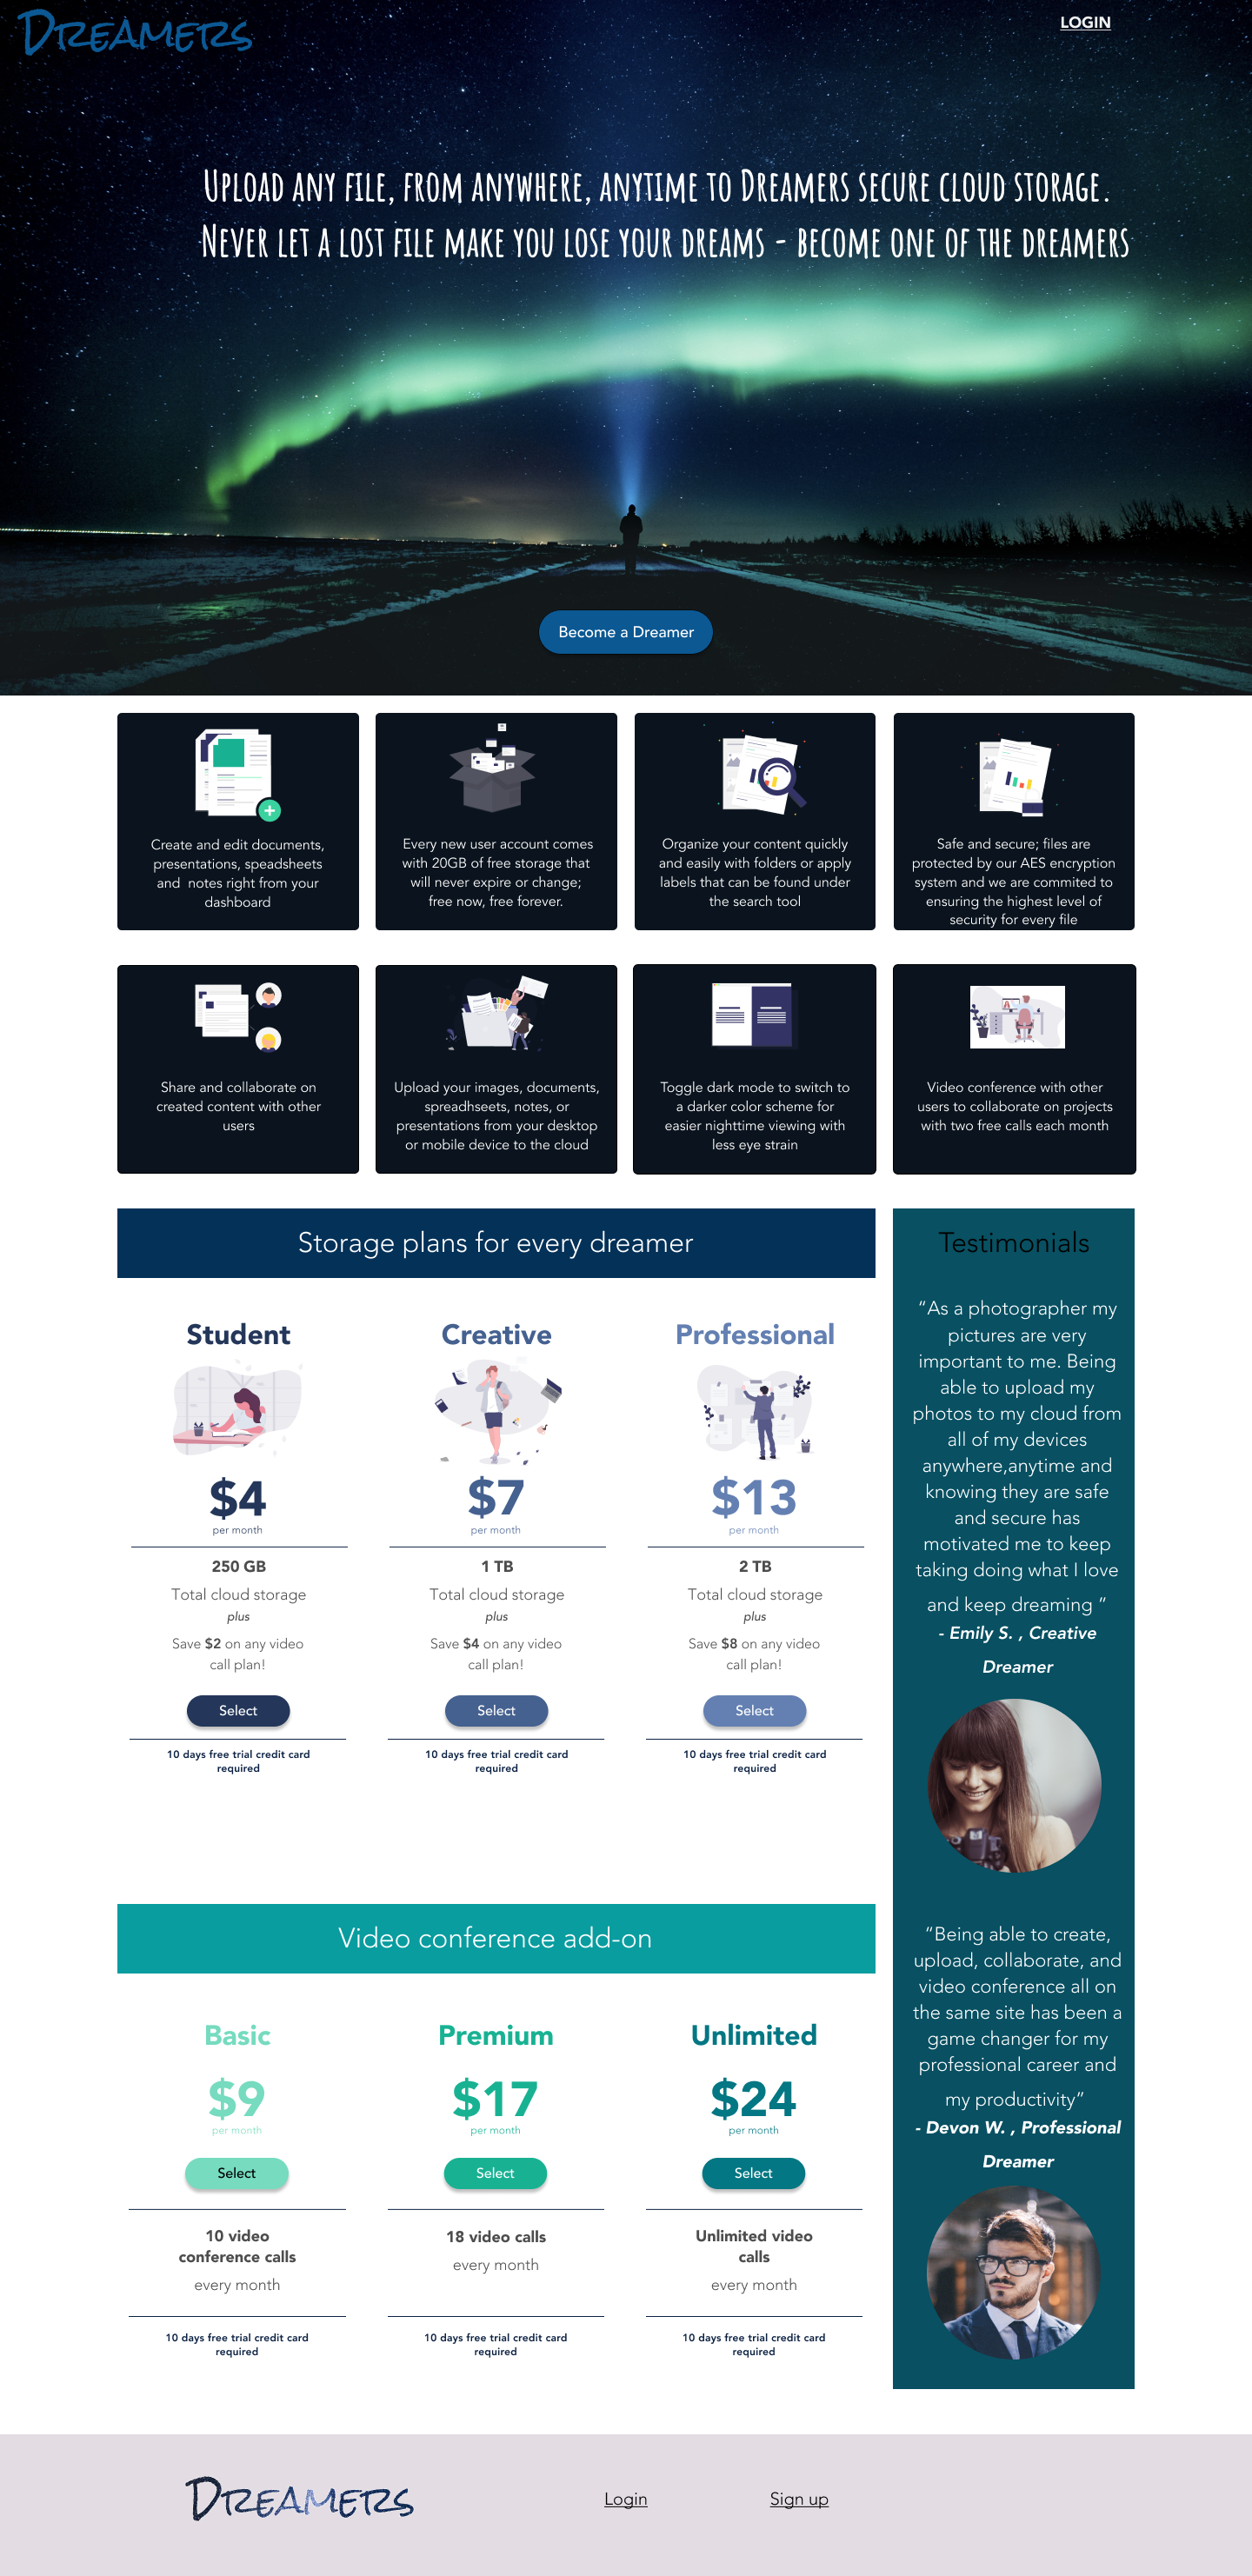 Dreamers
LOGIN
Upload any file, from anywhere, anytime to Dreamers secure cloud storage.
Never let a lost file make you lose your dreams - become one of the dreamers
Become a Dreamer
Create and edit documents,
presentations, speadsheets
and notes right from your
dashboard
Every new user account comes
with 20GB of free storage that
will never expire or change;
free now, free forever.
Organize your content quickly
and easily with folders or apply
labels that can be found under
the search tool
Safe and secure; files are
protected by our AES encryption
system and we are commited to
ensuring the highest level of
security for every file
Share and collaborate on
created content with other
users
Upload your images, documents,
spreadhseets, notes, or
presentations from your desktop
or mobile device to the cloud
Toggle dark mode to switch to
a darker color scheme for
easier nighttime viewing with
less eye strain
Video conference with other
users to collaborate on projects
with two free calls each month
Storage plans for every dreamer
Student
$4
per month
250 GB
Total cloud storage
plus
Save $2 on any video
call plan!
Select
10 days free trial credit card
required
Creative
$7
per month
1 TB
Total cloud storage
plus
Save $4 on any video
call plan!
Select
10 days free trial credit card
required
Professional
$13
per month
2 TB
Total cloud storage
plus
Save $8 on any video
call plan!
Select
10 days free trial credit card
required
Video conference add-on
Basic
$9
per month
Select
10 video
conference calls
every month
10 days free trial credit card
required
Premium
$17
per month
Select
18 video calls
every month
10 days free trial credit card
required
Unlimited
$24
per month
Select
Unlimited video
calls
every month
10 days free trial credit card
required
Testimonials
“As a photographer my
pictures are very
important to me. Being
able to upload my
photos to my cloud from
all of my devices
anywhere,anytime and
knowing they are safe
and secure has
motivated me to keep
taking doing what I love
and keep dreaming ”
- Emily S. , Creative
Dreamer
“Being able to create,
upload, collaborate, and
video conference all on
the same site has been a
game changer for my
professional career and
my productivity”
- Devon W. , Professional
Dreamer
Dreamers
Login
Sign up